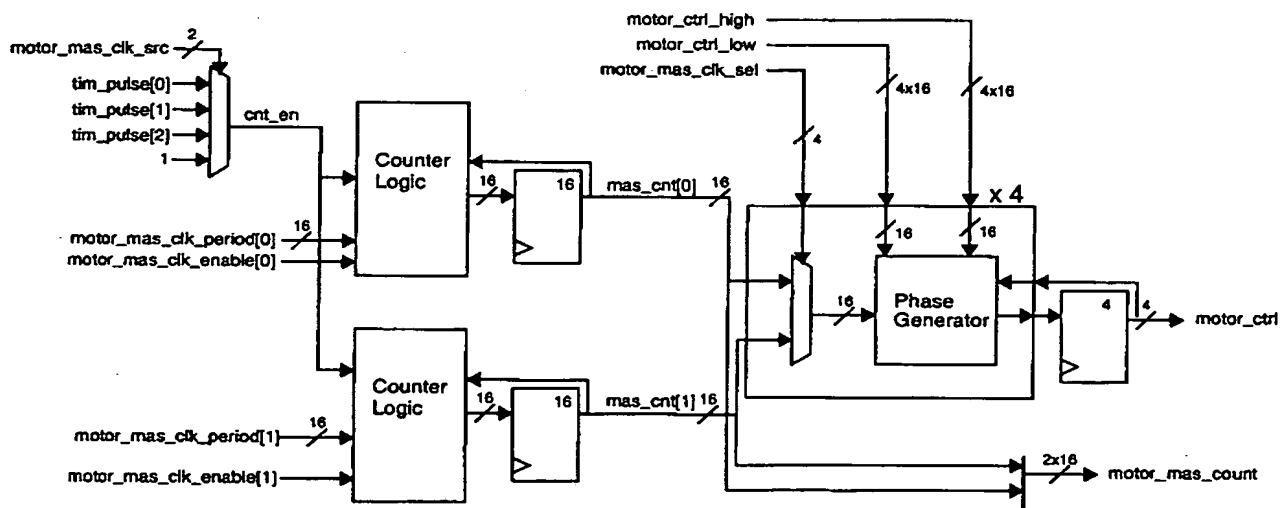 motor_ctrl_high
motor_ctrl_low
motor_mas_clk_sel
motor_mas_clk_src
2
tim_pulse[0]
tim_pulse[1]
tim_pulse[2]
1
cnt_en
4x16
4x16
4
Counter Logic
16
16
mas_cnt[0]
16
x 4
motor_mas_clk_period[0]
16
motor_mas_clk_enable[0]
16
16
16
Phase Generator
4
4
motor_ctrl
Counter Logic
16
16
mas_cnt[1]
16
motor_mas_clk_period[1]
16
motor_mas_clk_enable[1]
2x16
motor_mas_count